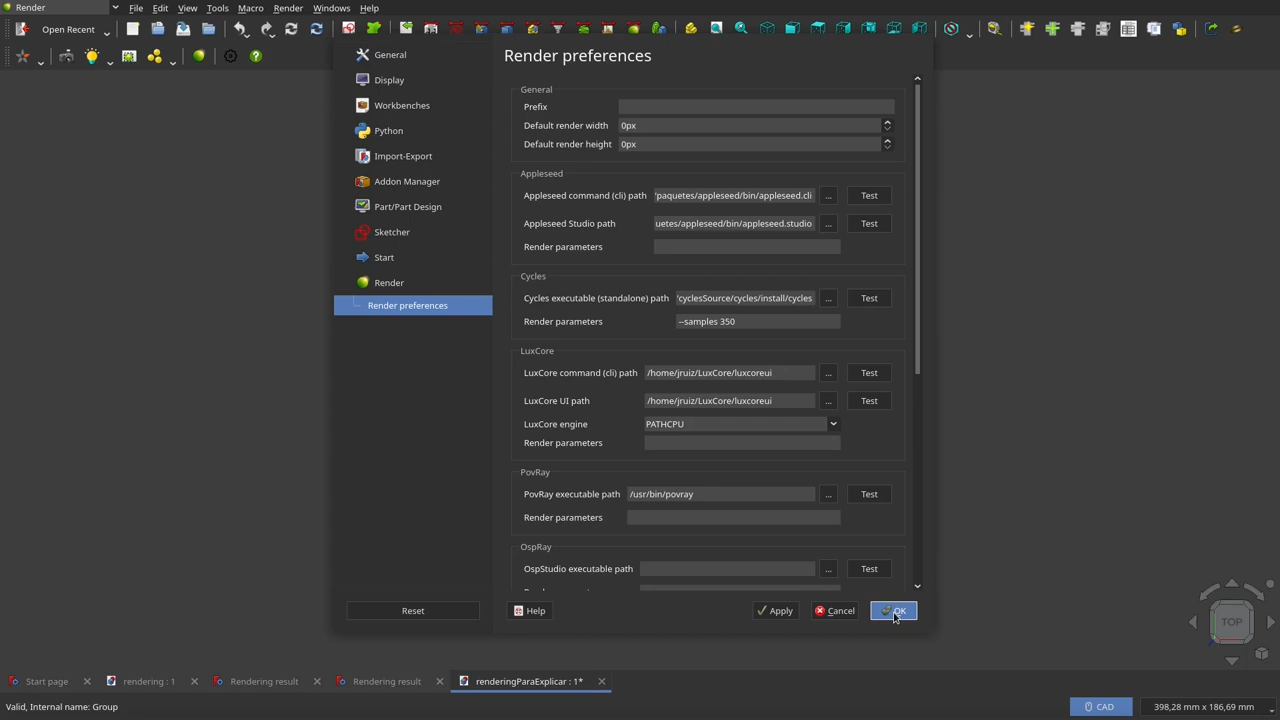 Render File Edit View Tools Macro Render Windows Help
Open Recent
General
Display
Workbenches
Python
Import-Export
Addon Manager
Part/Part Design
Sketcher
Start
Render
Render preferences
Reset
Render preferences
General
Prefix
Default render width 0px
Default render height 0px
Appleseed
Appleseed command (cli) path 'paquetes/appleseed/bin/appleseed.cli ... Test
Appleseed Studio path uetes/appleseed/bin/appleseed.studio ... Test
Render parameters
Cycles
Cycles executable (standalone) path 'cyclesSource/cycles/install/cycles ... Test
Render parameters --samples 350
LuxCore
LuxCore command (cli) path /home/jruiz/LuxCore/luxcoreui ... Test
LuxCore UI path /home/jruiz/LuxCore/luxcoreui ... Test
LuxCore engine PATHCPU
Render parameters
PovRay
PovRay executable path /usr/bin/povray ... Test
Render parameters
OspRay
OspStudio executable path ... Test
Help Apply Cancel OK
TOP
Start page rendering : 1 Rendering result Rendering result renderingParaExplicar : 1*
Valid, Internal name: Group CAD 398,28 mm x 186,69 mm